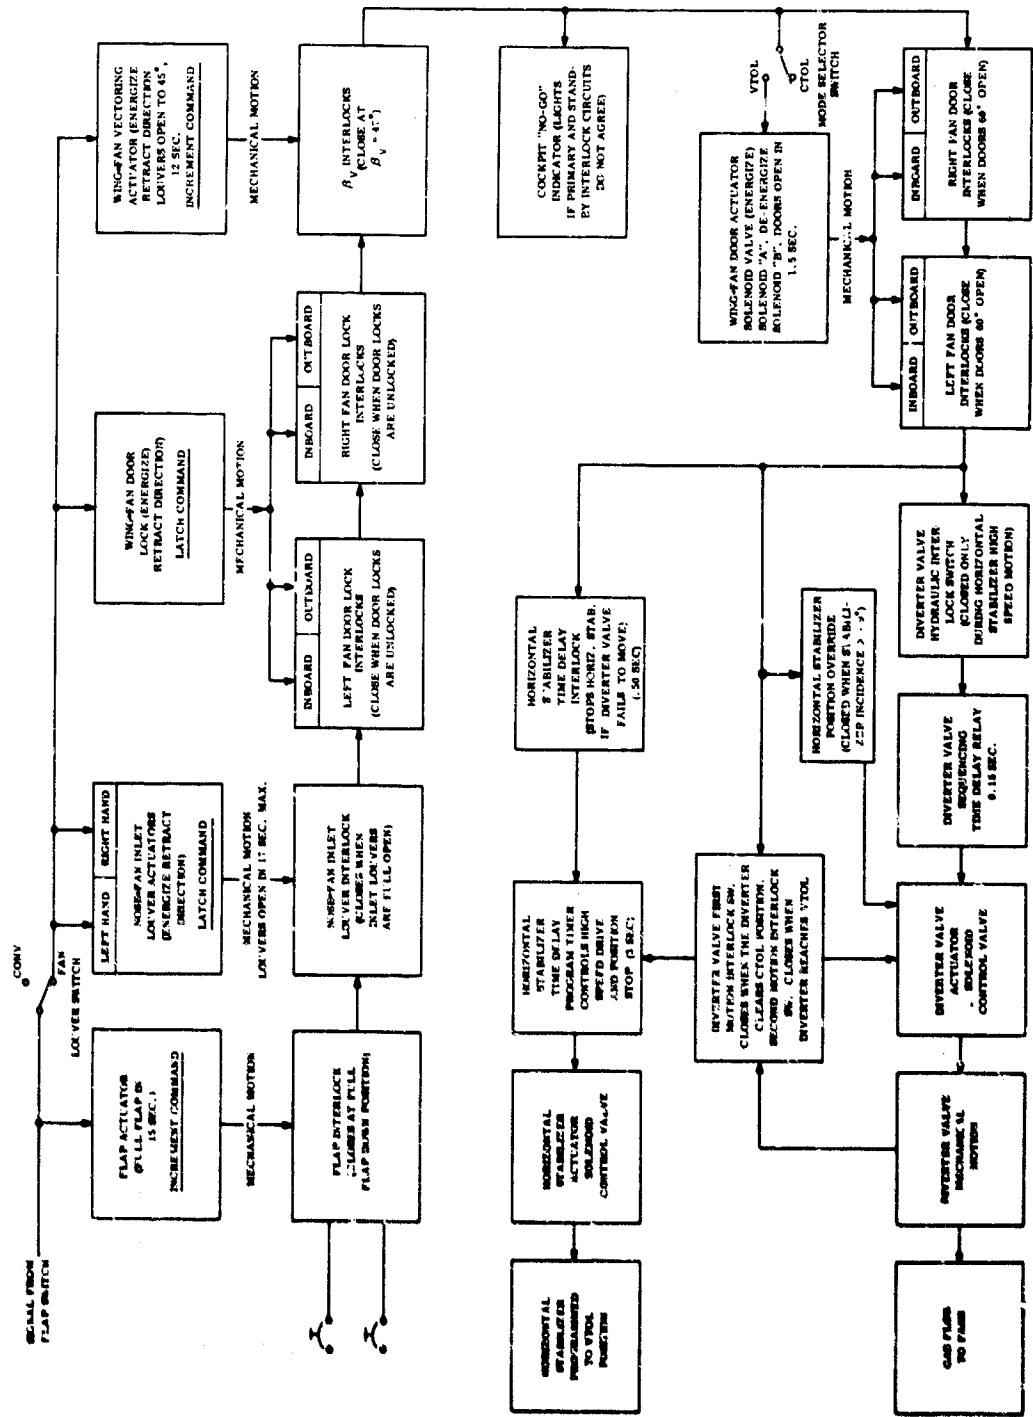 SIGNAL FROM
FLAP SWITCH
CONV
FAN
LOUVER SWITCH
FLAP ACTUATOR
(FULL FLAP IN
15 SEC.)
INCREMENT COMMAND
MECHANICAL MOTION
FLAP INTERLOCK
(CLOSES AT FULL
FLAP DOWN POSITION)
LEFT HAND
RIGHT HAND
NOSE-FAN INLET
LOUVER ACTUATORS
(ENERGIZE RETRACT
DIRECTION)
LATCH COMMAND
MECHANICAL MOTION
LOUVERS OPEN IN SEC. MAX.
NOSE-FAN INLET
LOUVER INTERLOCK
(CLOSES WHEN
INLET LOUVERS
ARE FULL OPEN)
WING-FAN DOOR
LOCK (ENERGIZE)
RETRACT DIRECTION)
LATCH COMMAND
MECHANICAL MOTION
INBOARD
OUTBOARD
LEFT FAN DOOR LOCK
INTERLOCKS
(CLOSE WHEN DOOR LOCKS
ARE UNLOCKED)
INBOARD
OUTBOARD
RIGHT FAN DOOR LOCK
INTERLOCKS
(CLOSE WHEN DOOR LOCKS
ARE UNLOCKED)
WING-FAN VECTORING
ACTUATOR (ENERGIZE
RETRACT DIRECTION
LOUVERS OPEN TO 45°,
12 SEC.
INCREMENT COMMAND
MECHANICAL MOTION
βV INTERLOCKS
(CLOSE AT
βV =
COCKPIT "NO-GO"
INDICATOR (LIGHTS
IF PRIMARY AND STAND-
BY INTERLOCK CIRCUITS
DO NOT AGREE)
VTOL
CTOL
MODE SELECTOR
SWITCH
WING-FAN DOOR ACTUATOR
SOLENOID VALVE (ENERGIZE)
SOLENOID "A", DE-ENERGIZE
SOLENOID "B", DOORS OPEN IN
1.5 SEC.
MECHANICAL MOTION
INBOARD
OUTBOARD
RIGHT FAN DOOR
INTERLOCKS (CLOSE
WHEN DOORS 60° OPEN)
INBOARD
OUTBOARD
LEFT FAN DOOR
INTERLOCKS (CLOSE
WHEN DOORS 60° OPEN)
HORIZONTAL
STABILIZER
TIME DELAY
INTERLOCK
(STOPS HORIZ. STAB.
IF DIVERTER VALVE
FAILS TO MOVE)
(.50 SEC)
HORIZONTAL STABILIZER
POSITION OVERRIDE
(CLOSED WHEN STABILI-
ZER INCIDENCE >
DIVERTER VALVE
HYDRAULIC INTER
LOCK SWITCH
(CLOSED ONLY
DURING HORIZONTAL
STABILIZER HIGH
SPEED MOTION)
DIVERTER VALVE
SEQUENCING
TIME DELAY RELAY
0.15 SEC.
HORIZONTAL
STABILIZER
TIME DELAY
PROGRAM TIMER
CONTROLS HIGH
SPEED DRIVE
AND POSITION
STOP (3 SEC)
DIVERTER VALVE FIRST
MOTION INTERLOCK SW.
CLOSES WHEN THE DIVERTER
CLEARS CTOL POSITION.
SECOND MOTION INTERLOCK
SW. CLOSES WHEN
DIVERTER REACHES VTOL
DIVERTER VALVE
ACTUATOR
- SOLENOID
CONTROL VALVE
HORIZONTAL
STABILIZER
ACTUATOR
SOLENOID
CONTROL VALVE
DIVERTER VALVE
MECHANICAL
MOTION
HORIZONTAL
STABILIZER
PROGRAMMED
TO VTOL
POSITION
GAS FLOW
TO FANS